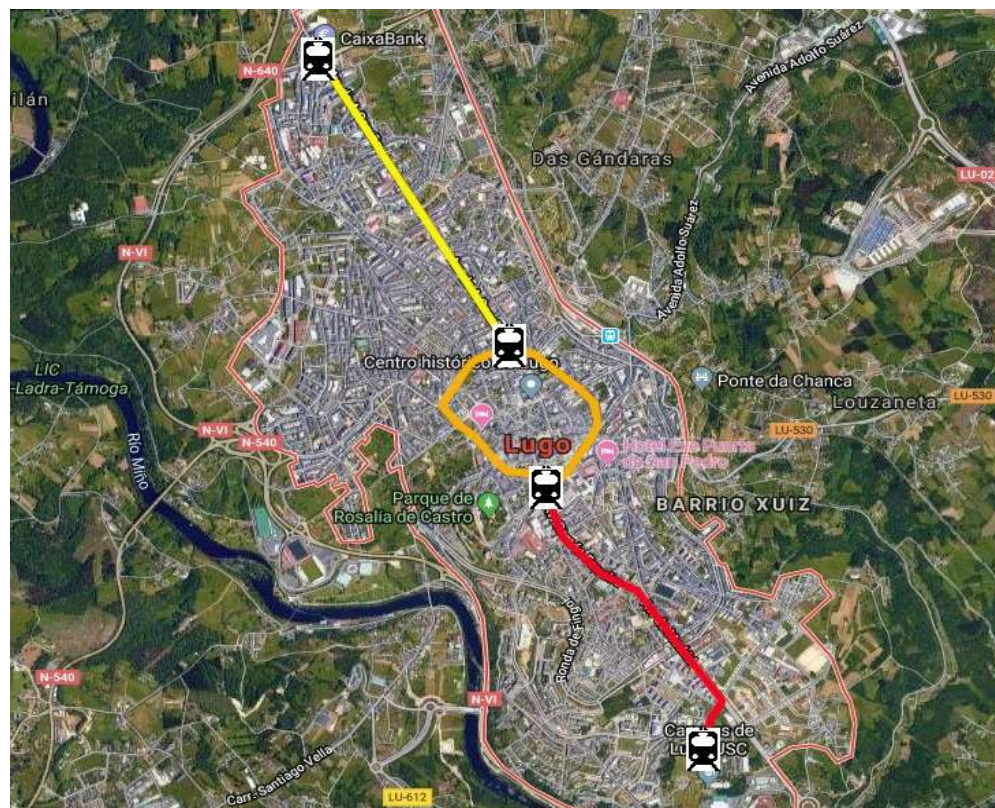 CaixaBank
N-640
ilán
Avenida Adolfo Suárez
Das Gándaras
LU-02
N-VI
Avenida Adolfo Suárez
Centro histórico
LIC
-Ladra-Támoga
Ponte da Chanca
Louzaneta
LU-530
LU-530
N-VI
N-540
Río Miño
Lugo
Parque de
Rosalía de Castro
BARRIO XUIZ
Ronda de Fingoi
N-540
N-VI
Carr. Santiago Vella
LU-612